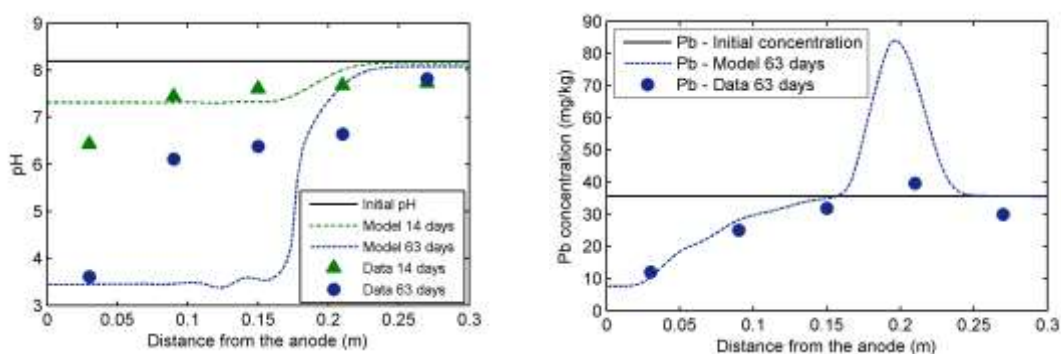 9
8
7
6
5
4
3
pH
Initial pH
Model 14 days
Model 63 days
Data 14 days
Data 63 days
0 0.05 0.1 0.15 0.2 0.25 0.3
Distance from the anode (m)
90
80
70
60
50
40
30
20
10
0
Pb concentration (mg/kg)
Pb - Initial concentration
Pb - Model 63 days
Pb - Data 63 days
0 0.05 0.1 0.15 0.2 0.25 0.3
Distance from the anode (m)